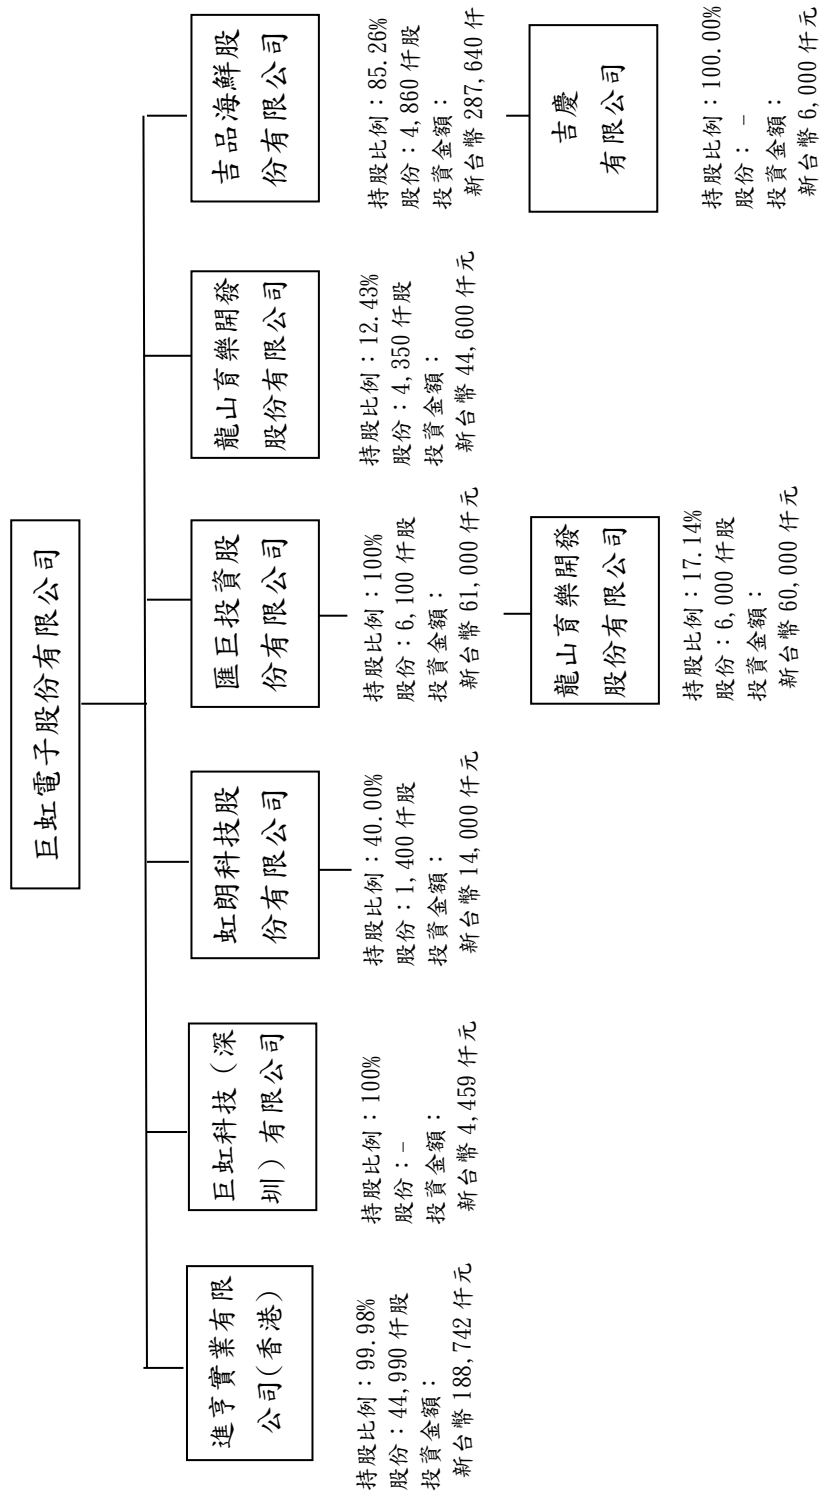 巨虹電子股份有限公司
進亨實業有限
公司(香港)
持股比例：99.98%
股份：44,990 仟股
投資金額：
新台幣 188,742 仟元
巨虹科技（深
圳）有限公司
持股比例：100%
股份：-
投資金額：
新台幣 4,459 仟元
虹朗科技股
份有限公司
持股比例：40.00%
股份：1,400 仟股
投資金額：
新台幣 14,000 仟元
匯巨投資股
份有限公司
持股比例：100%
股份：6,100 仟股
投資金額：
新台幣 61,000 仟元
龍山育樂開發
股份有限公司
持股比例：17.14%
股份：6,000 仟股
投資金額：
新台幣 60,000 仟元
龍山育樂開發
股份有限公司
持股比例：12.43%
股份：4,350 仟股
投資金額：
新台幣 44,600 仟元
吉品海鮮股
份有限公司
持股比例：85.26%
股份：4,860 仟股
投資金額：
新台幣 287,640 仟
吉慶
有限公司
持股比例：100.00%
股份：-
投資金額：
新台幣 6,000 仟元